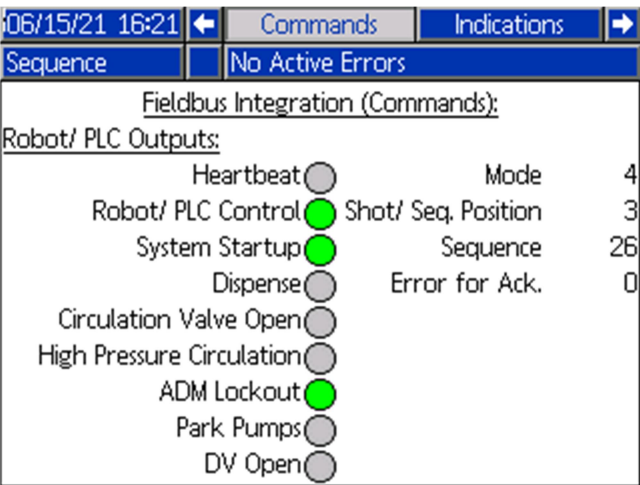 06/15/21 16:21 Commands Indications
Sequence No Active Errors
Fieldbus Integration (Commands):
Robot/ PLC Outputs:
Heartbeat Mode 4
Robot/ PLC Control Shot/ Seq. Position 3
System Startup Sequence 26
Dispense Error for Ack. 0
Circulation Valve Open
High Pressure Circulation
ADM Lockout
Park Pumps
DV Open